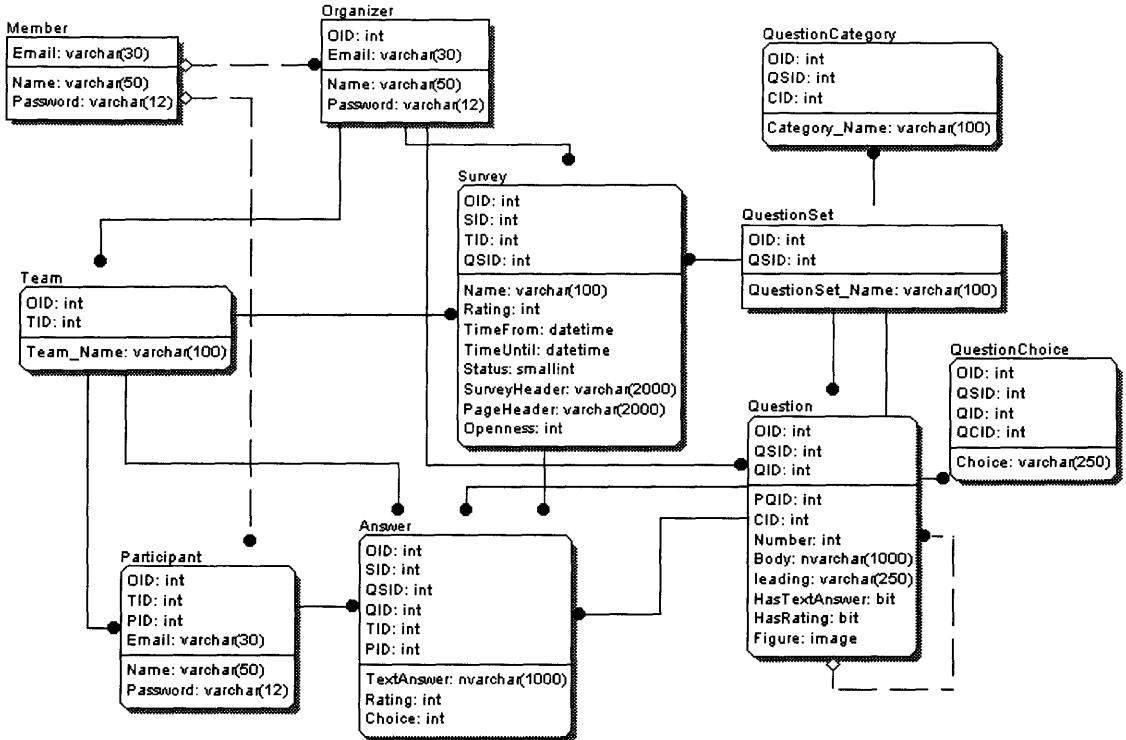 Member
Email: varchar(30)
Name: varchar(50)
Password: varchar(12)
Organizer
OID: int
Email: varchar(30)
Name: varchar(50)
Password: varchar(12)
QuestionCategory
OID: int
QSID: int
CID: int
Category_Name: varchar(100)
Survey
OID: int
SID: int
TID: int
QSID: int
Name: varchar(100)
Rating: int
TimeFrom: datetime
TimeUntil: datetime
Status: smallint
SurveyHeader: varchar(2000)
PageHeader: varchar(2000)
Openness: int
QuestionSet
OID: int
QSID: int
QuestionSet_Name: varchar(100)
Team
OID: int
TID: int
Team_Name: varchar(100)
QuestionChoice
OID: int
QSID: int
QID: int
QCID: int
Choice: varchar(250)
Question
OID: int
QSID: int
QID: int
PQID: int
CID: int
Number: int
Body: nvarchar(1000)
leading: varchar(250)
HasTextAnswer: bit
HasRating: bit
Figure: image
Participant
OID: int
TID: int
PID: int
Email: varchar(30)
Name: varchar(50)
Password: varchar(12)
Answer
OID: int
SID: int
QSID: int
QID: int
TID: int
PID: int
TextAnswer: nvarchar(1000)
Rating: int
Choice: int